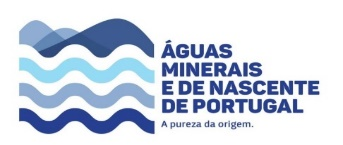 ÁGUAS
MINERAIS
E DE NASCENTE
DE PORTUGAL
A pureza da origem.